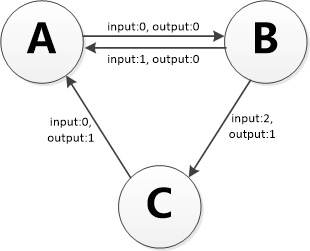 A
input:0, output:0
B
input:1, output:0
input:0,
output:1
input:2,
output:1
C